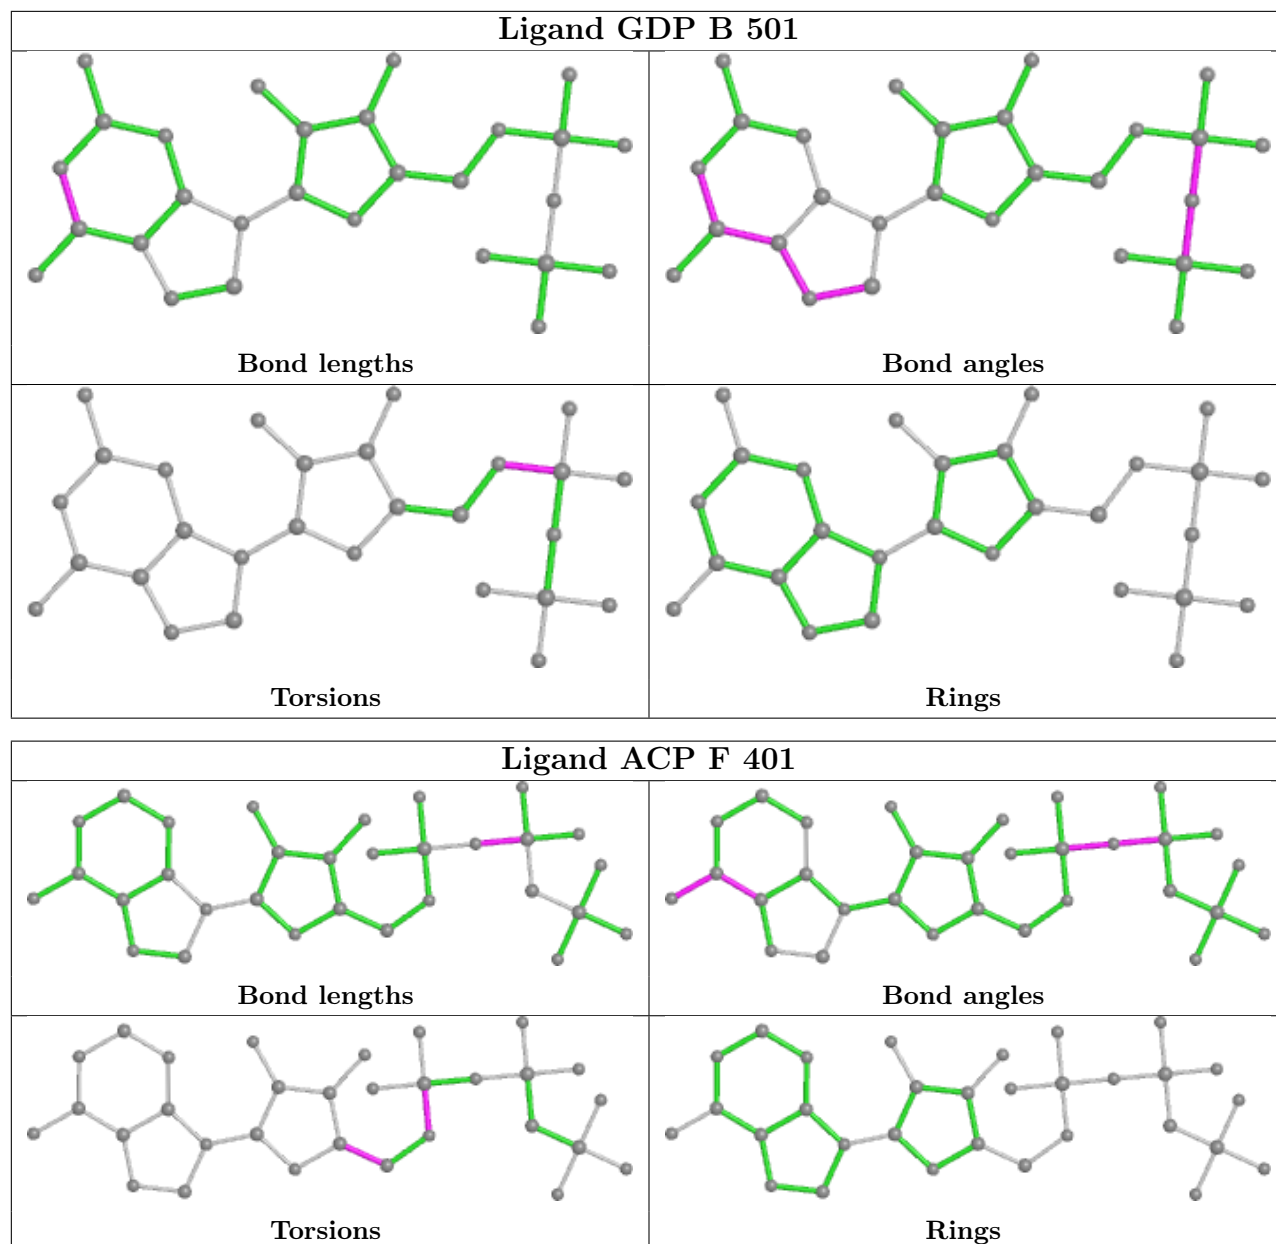 Ligand GDP B 501
Bond lengths
Bond angles
Torsions
Rings
Ligand ACP F 401
Bond lengths
Bond angles
Torsions
Rings